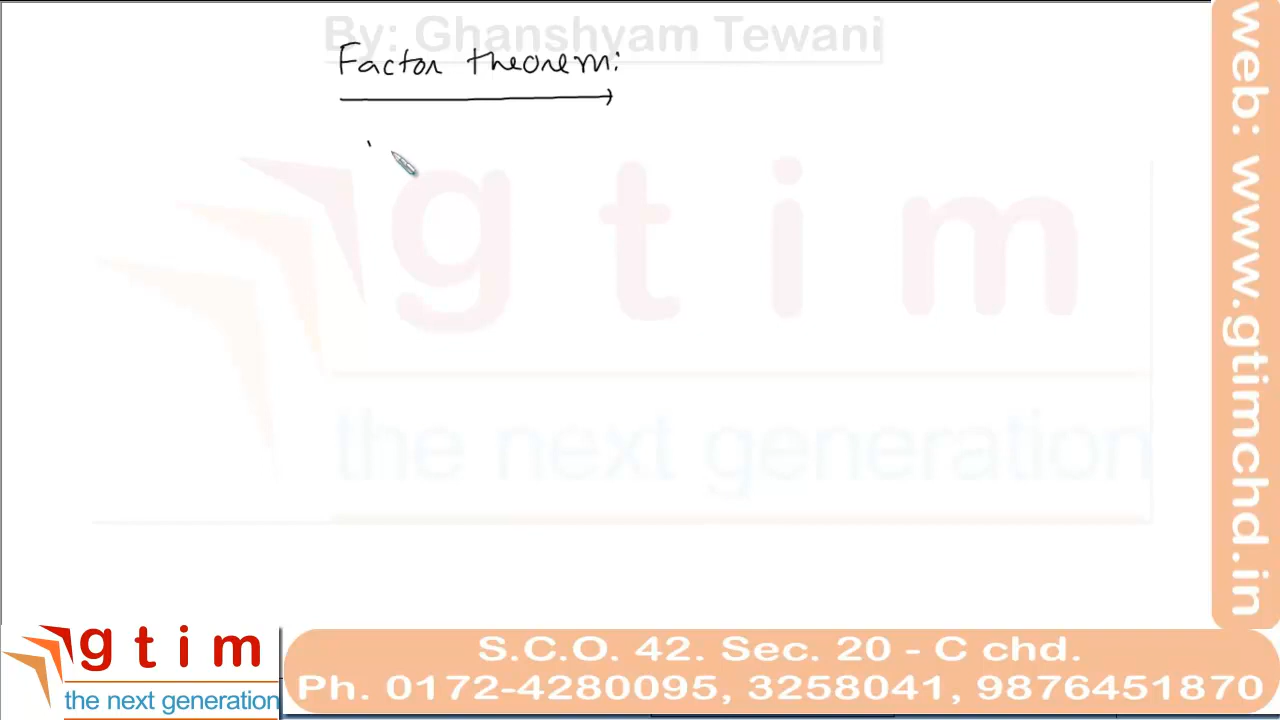 By: Ghanshyam Tewani
Factor theorem:
g t i m
the next generation
web: www.gtimchd.in
g t i m
the next generation
S.C.O. 42. Sec. 20 - C chd.
Ph. 0172-4280095, 3258041, 9876451870